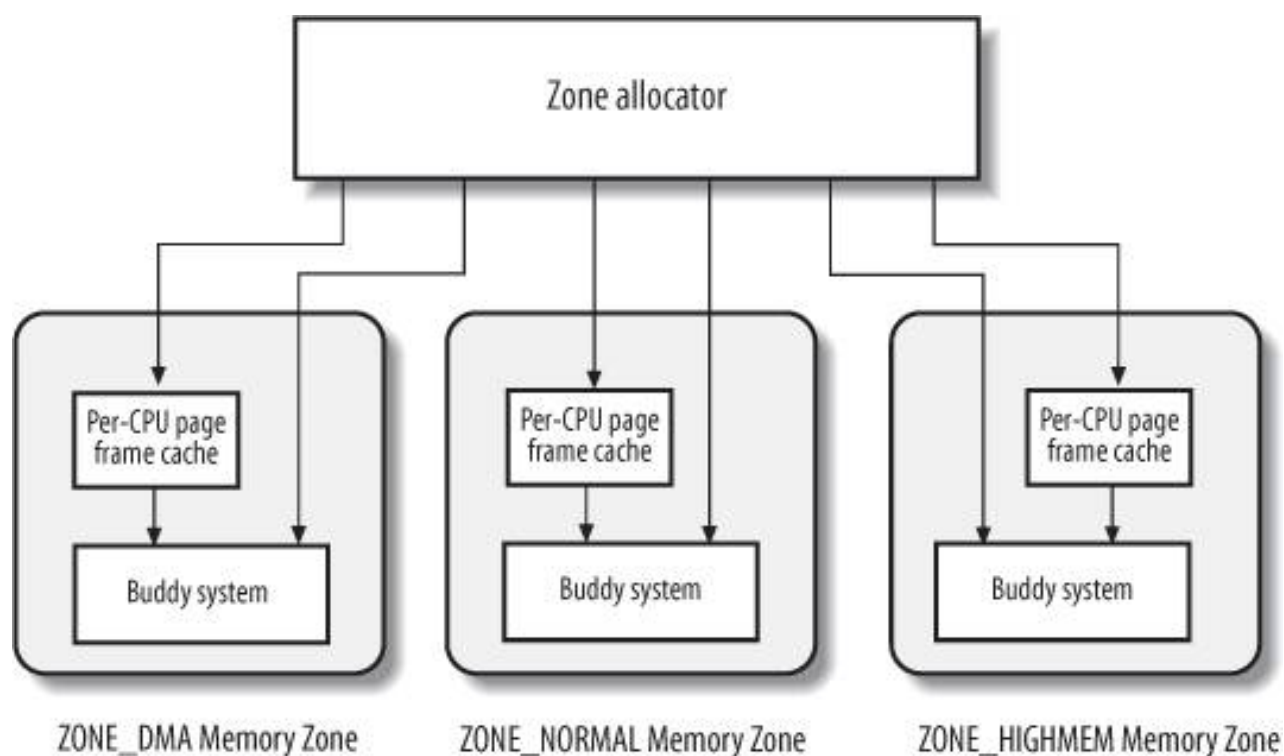 Zone allocator
Per-CPU page
frame cache
Buddy system
Per-CPU page
frame cache
Buddy system
Per-CPU page
frame cache
Buddy system
ZONE_DMA Memory Zone
ZONE_NORMAL Memory Zone
ZONE_HIGHMEM Memory Zone